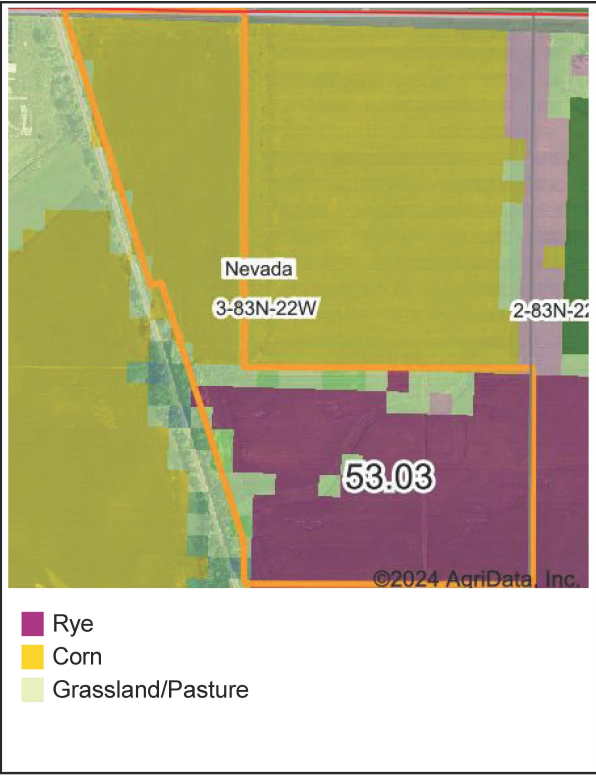 Nevada
3-83N-22W
2-83N-22
53.03
©2024 AgriData, Inc.
Rye
Corn
Grassland/Pasture